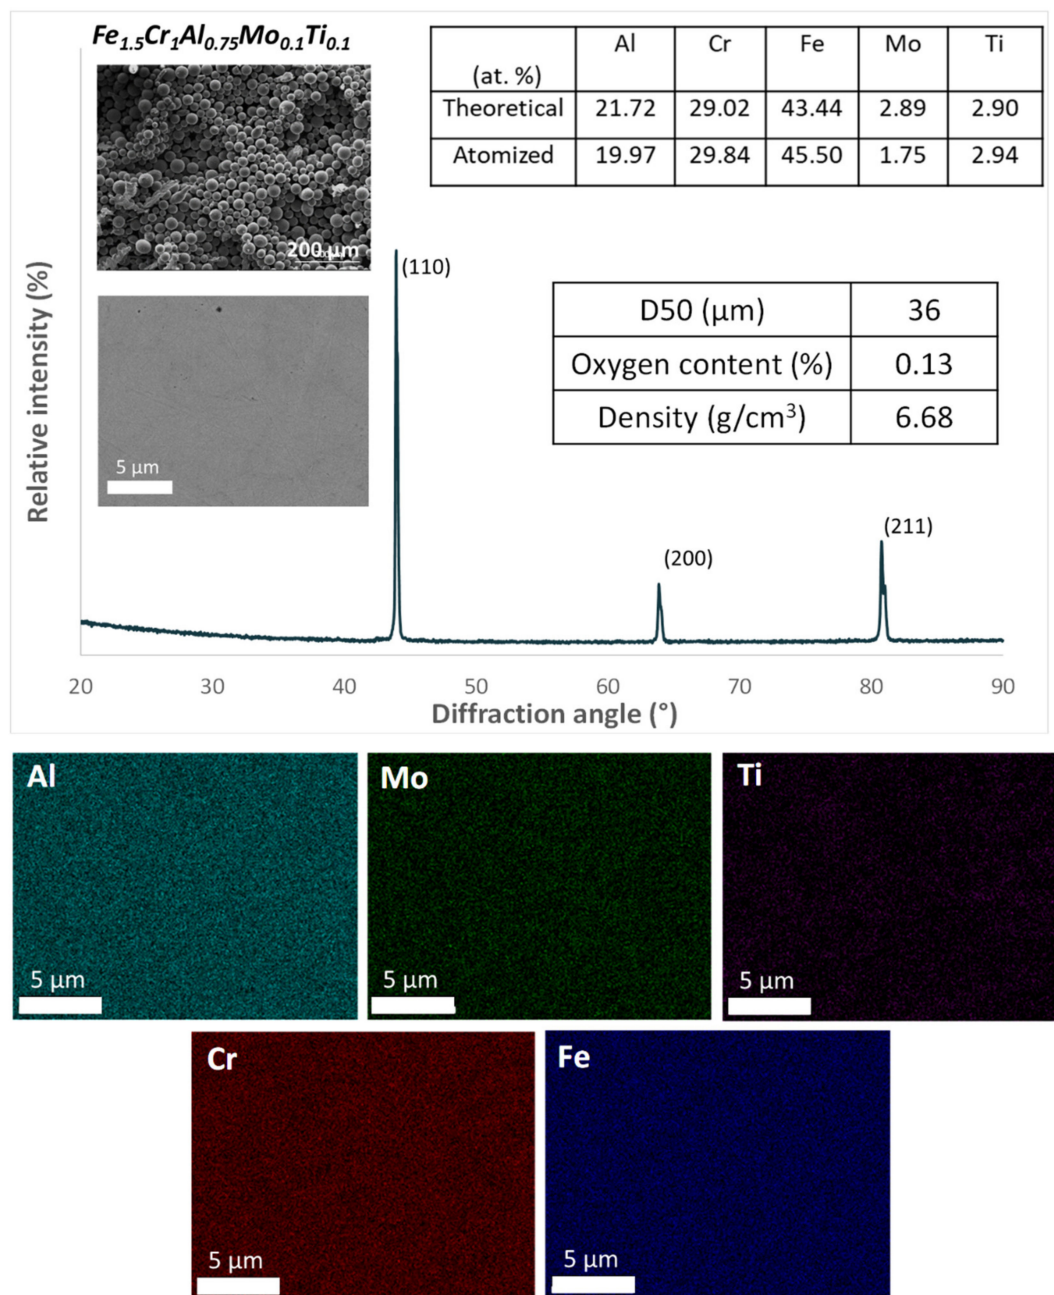 Fe1.5Cr1Al0.75Mo0.1Ti0.1
Al Cr Fe Mo Ti
(at. %)
Theoretical 21.72 29.02 43.44 2.89 2.90
Atomized 19.97 29.84 45.50 1.75 2.94
200 µm
(110)
D50 (µm) 36
Oxygen content (%) 0.13
Density (g/cm3) 6.68
5 µm
(200)
(211)
Relative intensity (%)
20 30 40 50 60 70 80 90
Diffraction angle (°)
Al
5 µm
Mo
5 µm
Ti
5 µm
Cr
5 µm
Fe
5 µm